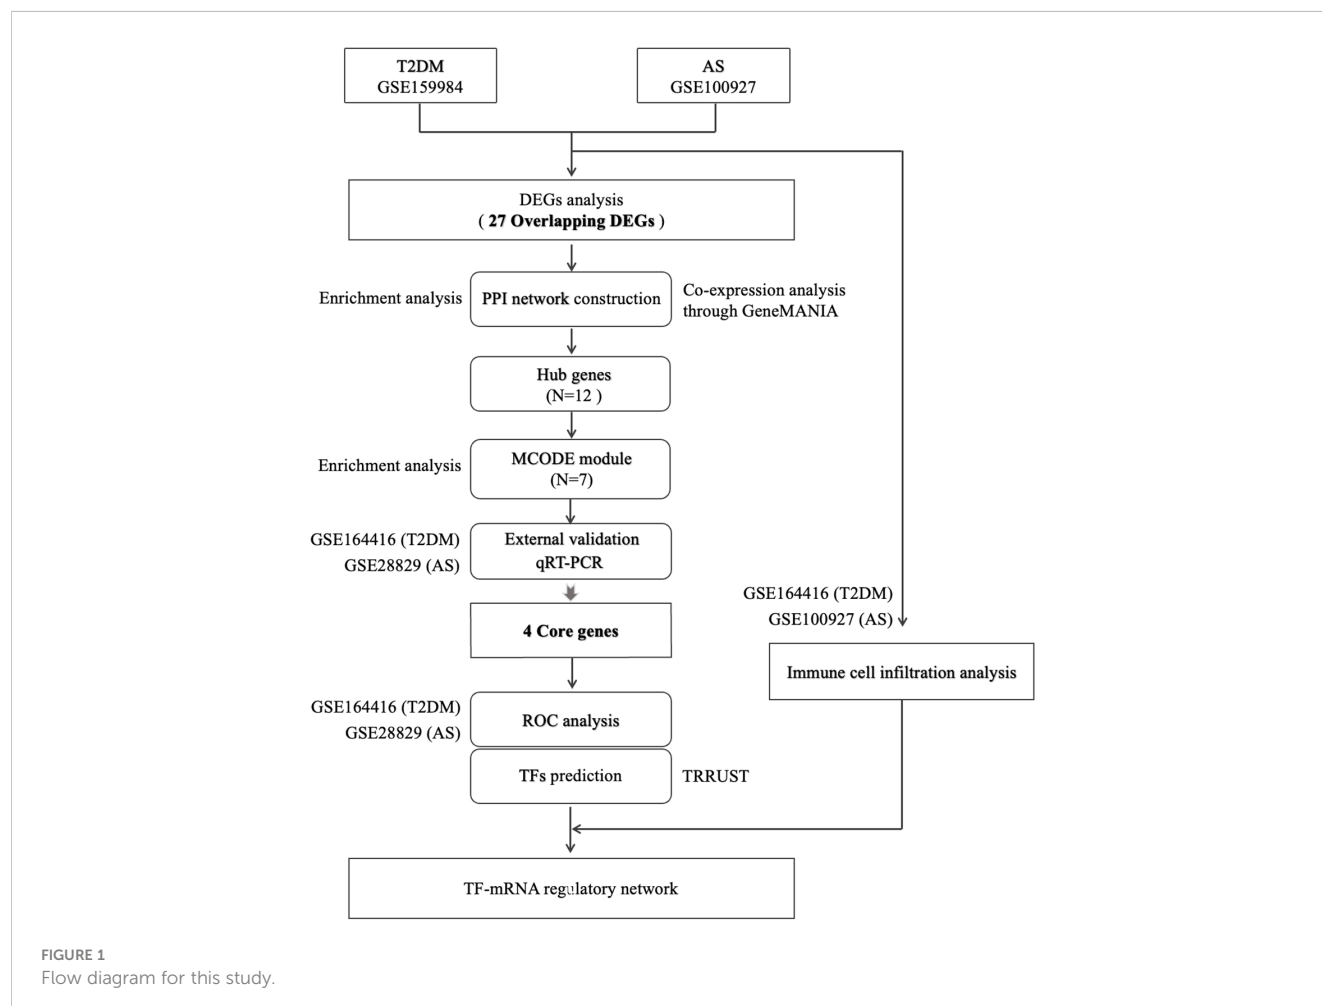 T2DM
GSE159984
AS
GSE100927
DEGs analysis
( 27 Overlapping DEGs )
Enrichment analysis
PPI network construction
Co-expression analysis
through GeneMANIA
Hub genes
(N=12 )
Enrichment analysis
MCODE module
(N=7)
GSE164416 (T2DM)
GSE28829 (AS)
External validation
qRT-PCR
4 Core genes
GSE164416 (T2DM)
GSE100927 (AS)
Immune cell infiltration analysis
GSE164416 (T2DM)
GSE28829 (AS)
ROC analysis
TFs prediction
TRRUST
TF-mRNA regulatory network
FIGURE 1
Flow diagram for this study.